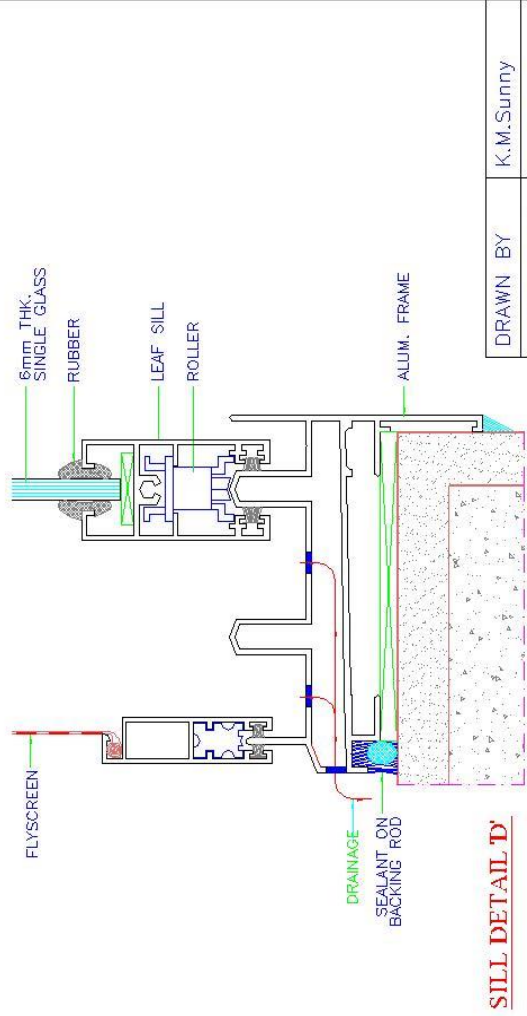 6mm THK.
SINGLE GLASS
RUBBER
LEAF SILL
ROLLER
ALUM. FRAME
FLYSCREEN
DRAINAGE
SEALANT ON
BACKING ROD
SILL DETAIL 'D'
DRAWN BY K.M.Sunny